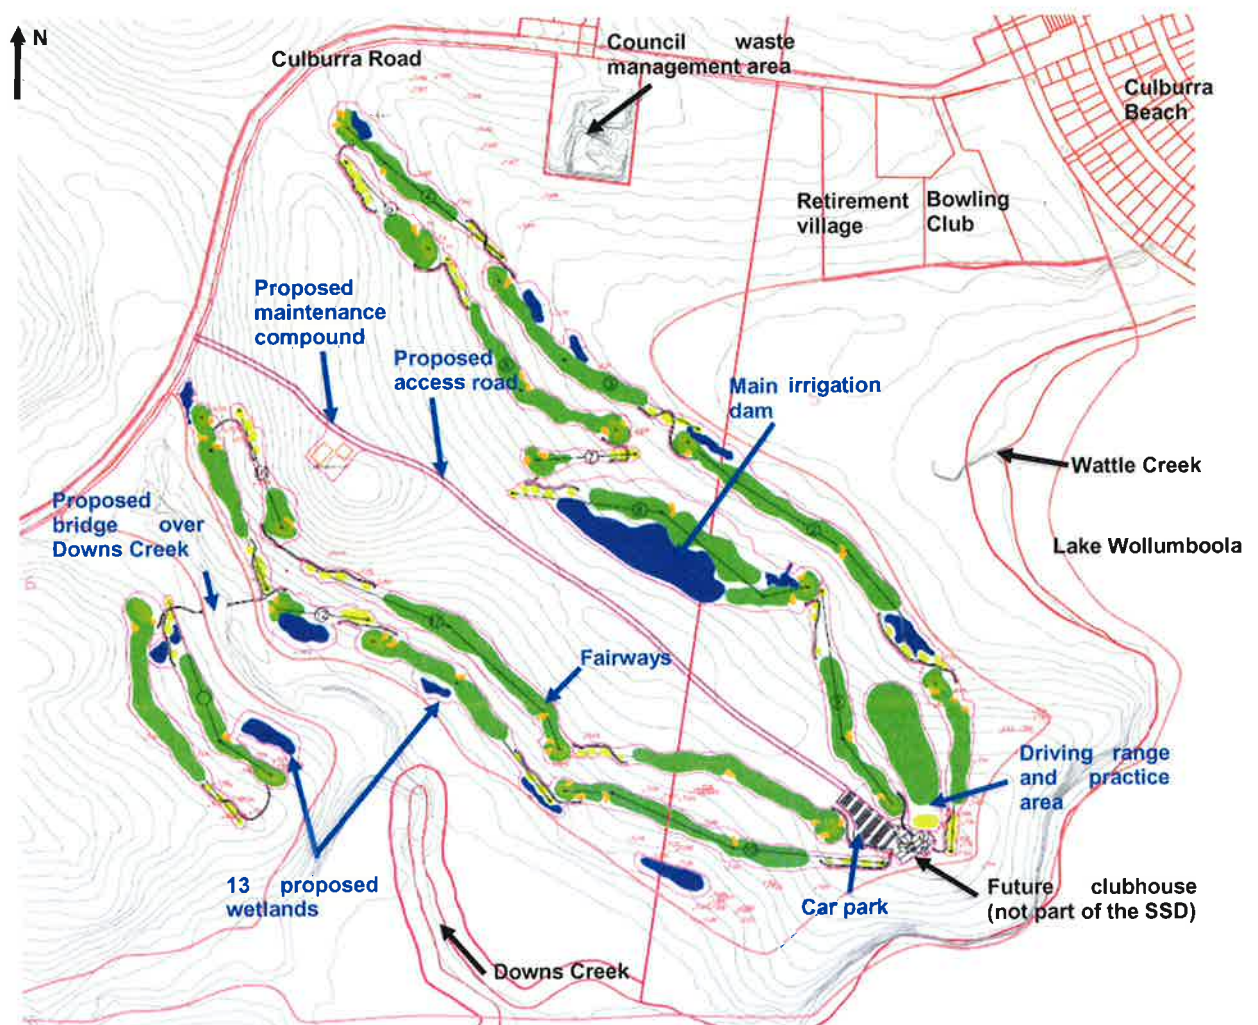 N
Culburra Road
Council waste
management area
Culburra
Beach
Retirement
village
Bowling
Club
Proposed
maintenance
compound
Proposed
access road
Main irrigation
dam
Wattle Creek
Proposed
bridge over
Downs Creek
Lake Wollumboola
Fairways
Driving range
and practice
area
13 proposed
wetlands
Car park
Future clubhouse
(not part of the SSD)
Downs Creek